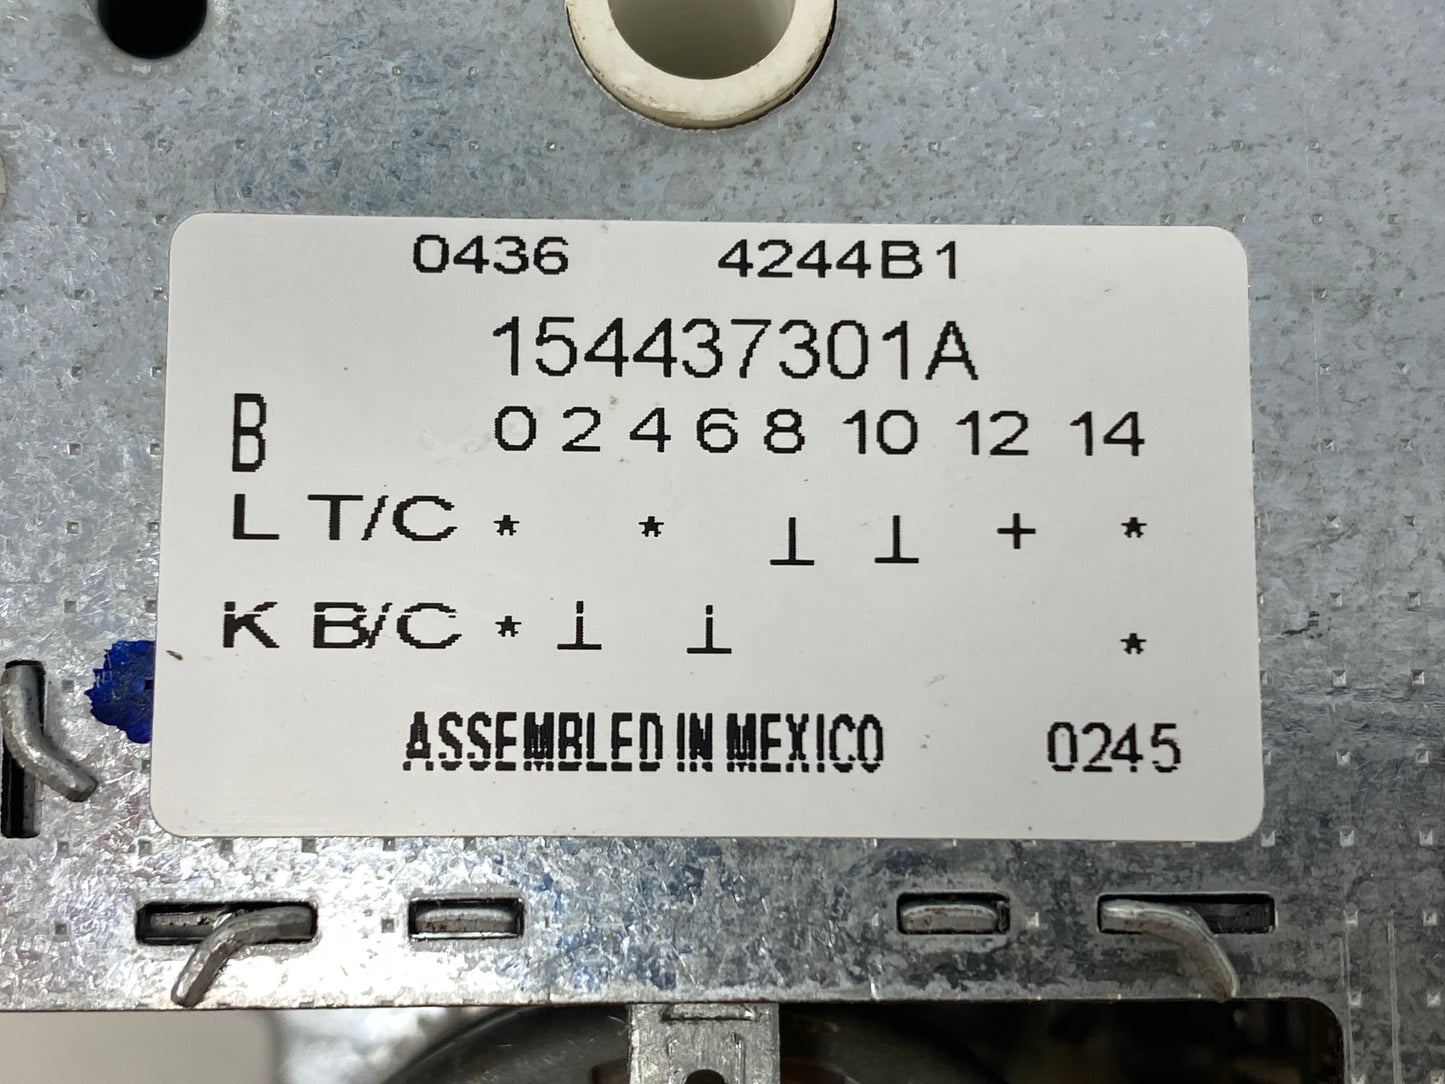 0436 4244B1
154437301A
B 0 2 4 6 8 10 12 14
L T/C * * ⊥ ⊥ + *
K B/C * ⊥ ⊥ *
ASSEMBLED IN MEXICO 0245